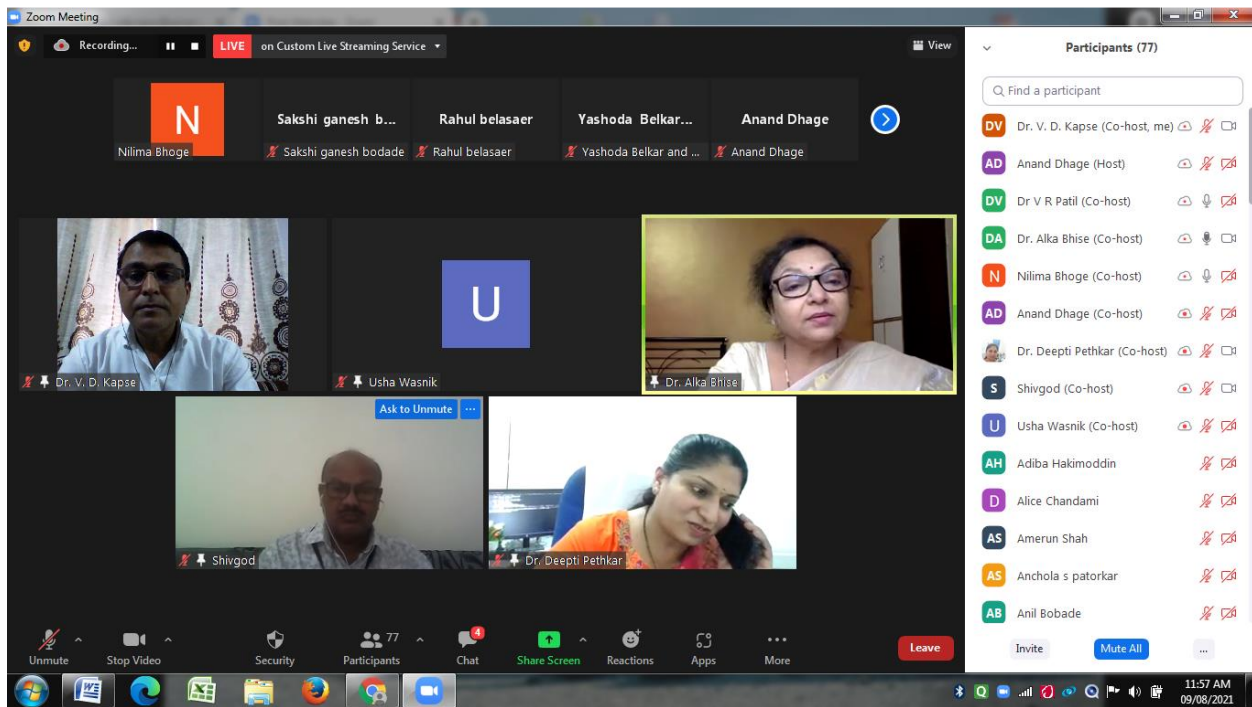 Zoom Meeting
Recording...
LIVE on Custom Live Streaming Service
View
N
Nilima Bhoge
Sakshi ganesh b...
Sakshi ganesh bodade
Rahul belasaer
Rahul belasaer
Yashoda Belkar...
Yashoda Belkar and ...
Anand Dhage
Anand Dhage
Dr. V. D. Kapse
U
Usha Wasnik
Dr. Alka Bhise
Ask to Unmute ...
Shivgod
Dr. Deepti Pethkar
Participants (77)
Find a participant
DV Dr. V. D. Kapse (Co-host, me)
AD Anand Dhage (Host)
DV Dr V R Patil (Co-host)
DA Dr. Alka Bhise (Co-host)
N Nilima Bhoge (Co-host)
AD Anand Dhage (Co-host)
Dr. Deepti Pethkar (Co-host)
S Shivgod (Co-host)
U Usha Wasnik (Co-host)
AH Adiba Hakimoddin
D Alice Chandami
AS Amerun Shah
AS Anchola s patorkar
AB Anil Bobade
Invite Mute All ...
Unmute
Stop Video
Security
77
Participants
4
Chat
Share Screen
Reactions
Apps
More
Leave
11:57 AM
09/08/2021